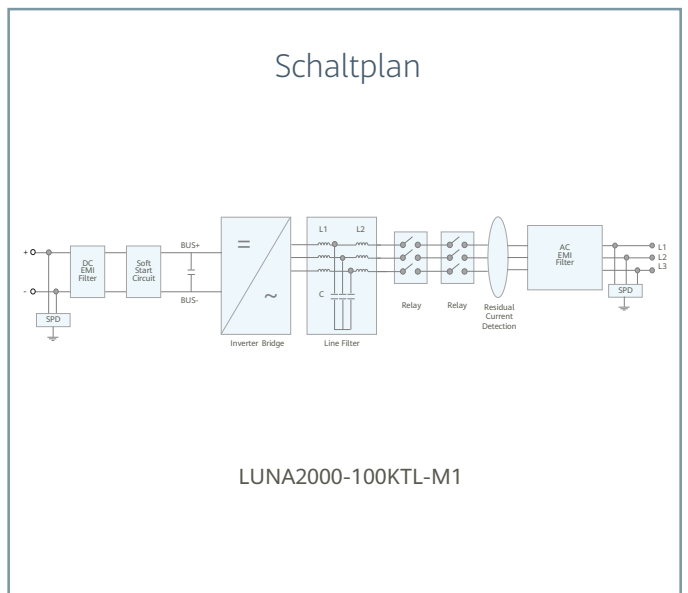 Schaltplan
+
-
SPD
DC
EMI
Filter
Soft
Start
Circuit
BUS+
BUS-
=
~
Inverter Bridge
L1
L2
C
Line Filter
Relay
Relay
Residual
Current
Detection
AC
EMI
Filter
L1
L2
L3
SPD
LUNA2000-100KTL-M1